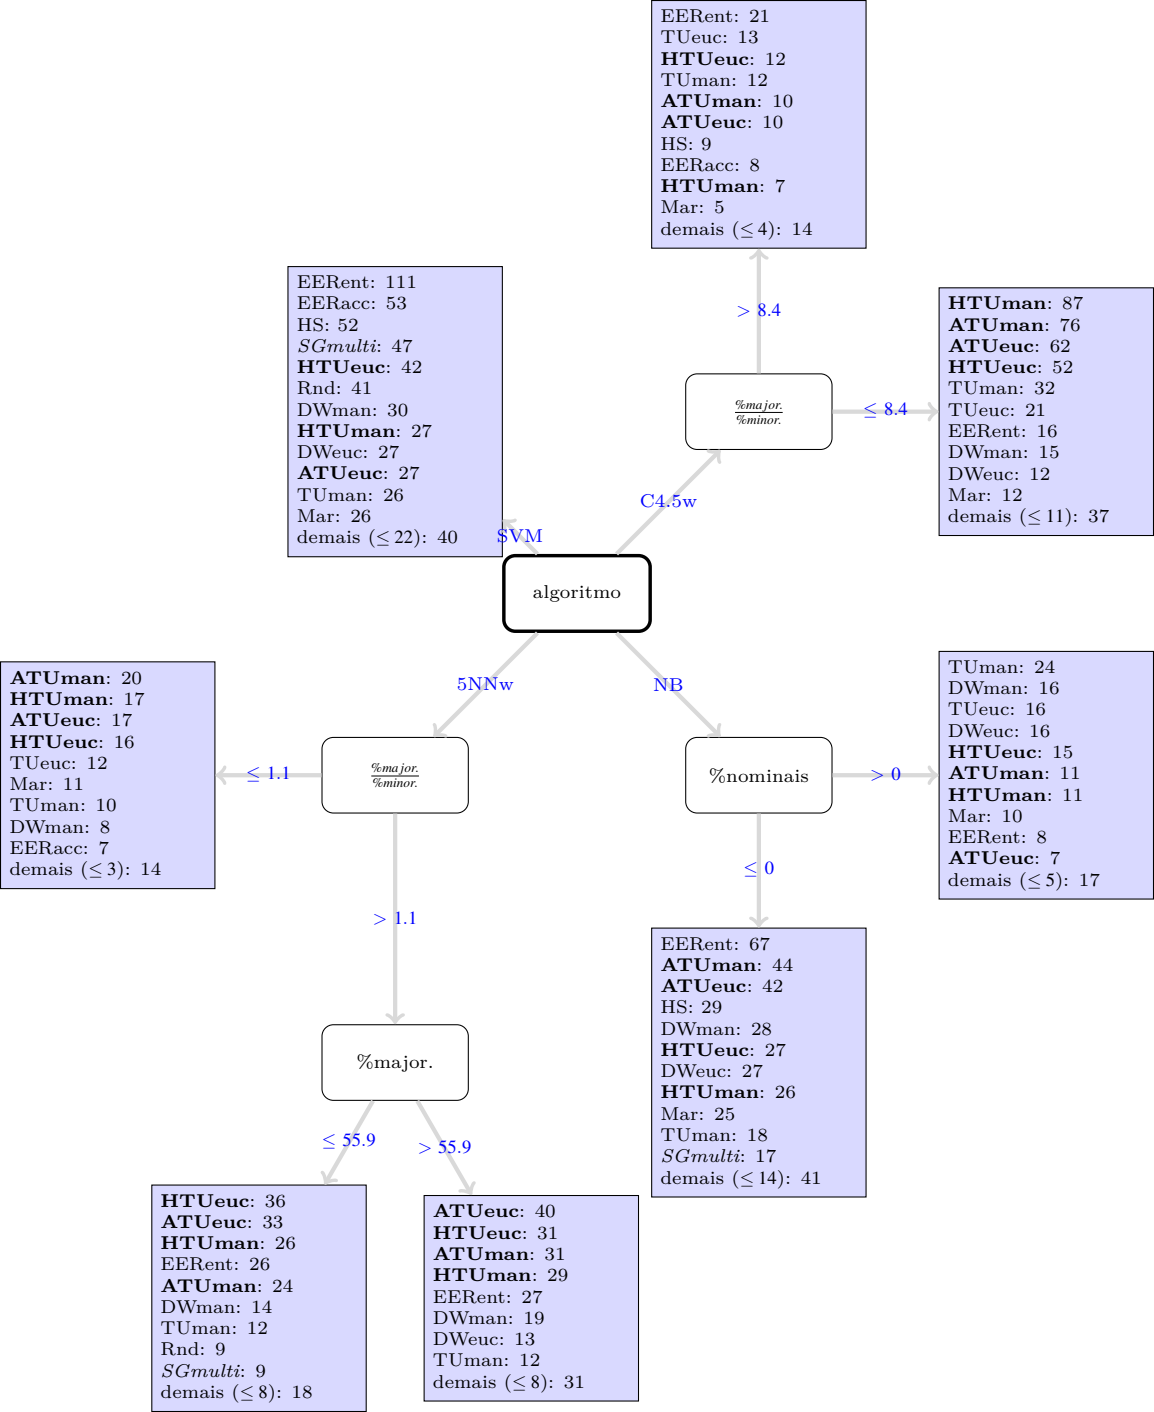 EERent: 21
TUeuc: 13
HTUeuc: 12
TUman: 12
ATUman: 10
ATUeuc: 10
HS: 9
EERacc: 8
HTUman: 7
Mar: 5
demais (≤ 4): 14
> 8.4
EERent: 111
EERacc: 53
HS: 52
SGmulti: 47
HTUeuc: 42
Rnd: 41
DWman: 30
HTUman: 27
DWeuc: 27
ATUeuc: 27
TUman: 26
Mar: 26
demais (≤ 22): 40
HTUman: 87
ATUman: 76
ATUeuc: 62
HTUeuc: 52
TUman: 32
TUeuc: 21
EERent: 16
DWman: 15
DWeuc: 12
Mar: 12
demais (≤ 11): 37
%major.
%minor.
≤ 8.4
C4.5w
SVM
algoritmo
5NNw
NB
ATUman: 20
HTUman: 17
ATUeuc: 17
HTUeuc: 16
TUeuc: 12
Mar: 11
TUman: 10
DWman: 8
EERacc: 7
demais (≤ 3): 14
≤ 1.1
%major.
%minor.
%nominais
> 0
TUman: 24
DWman: 16
TUeuc: 16
DWeuc: 16
HTUeuc: 15
ATUman: 11
HTUman: 11
Mar: 10
EERent: 8
ATUeuc: 7
demais (≤ 5): 17
≤ 0
> 1.1
EERent: 67
ATUman: 44
ATUeuc: 42
HS: 29
DWman: 28
HTUeuc: 27
DWeuc: 27
HTUman: 26
Mar: 25
TUman: 18
SGmulti: 17
demais (≤ 14): 41
%major.
≤ 55.9
> 55.9
HTUeuc: 36
ATUeuc: 33
HTUman: 26
EERent: 26
ATUman: 24
DWman: 14
TUman: 12
Rnd: 9
SGmulti: 9
demais (≤ 8): 18
ATUeuc: 40
HTUeuc: 31
ATUman: 31
HTUman: 29
EERent: 27
DWman: 19
DWeuc: 13
TUman: 12
demais (≤ 8): 31